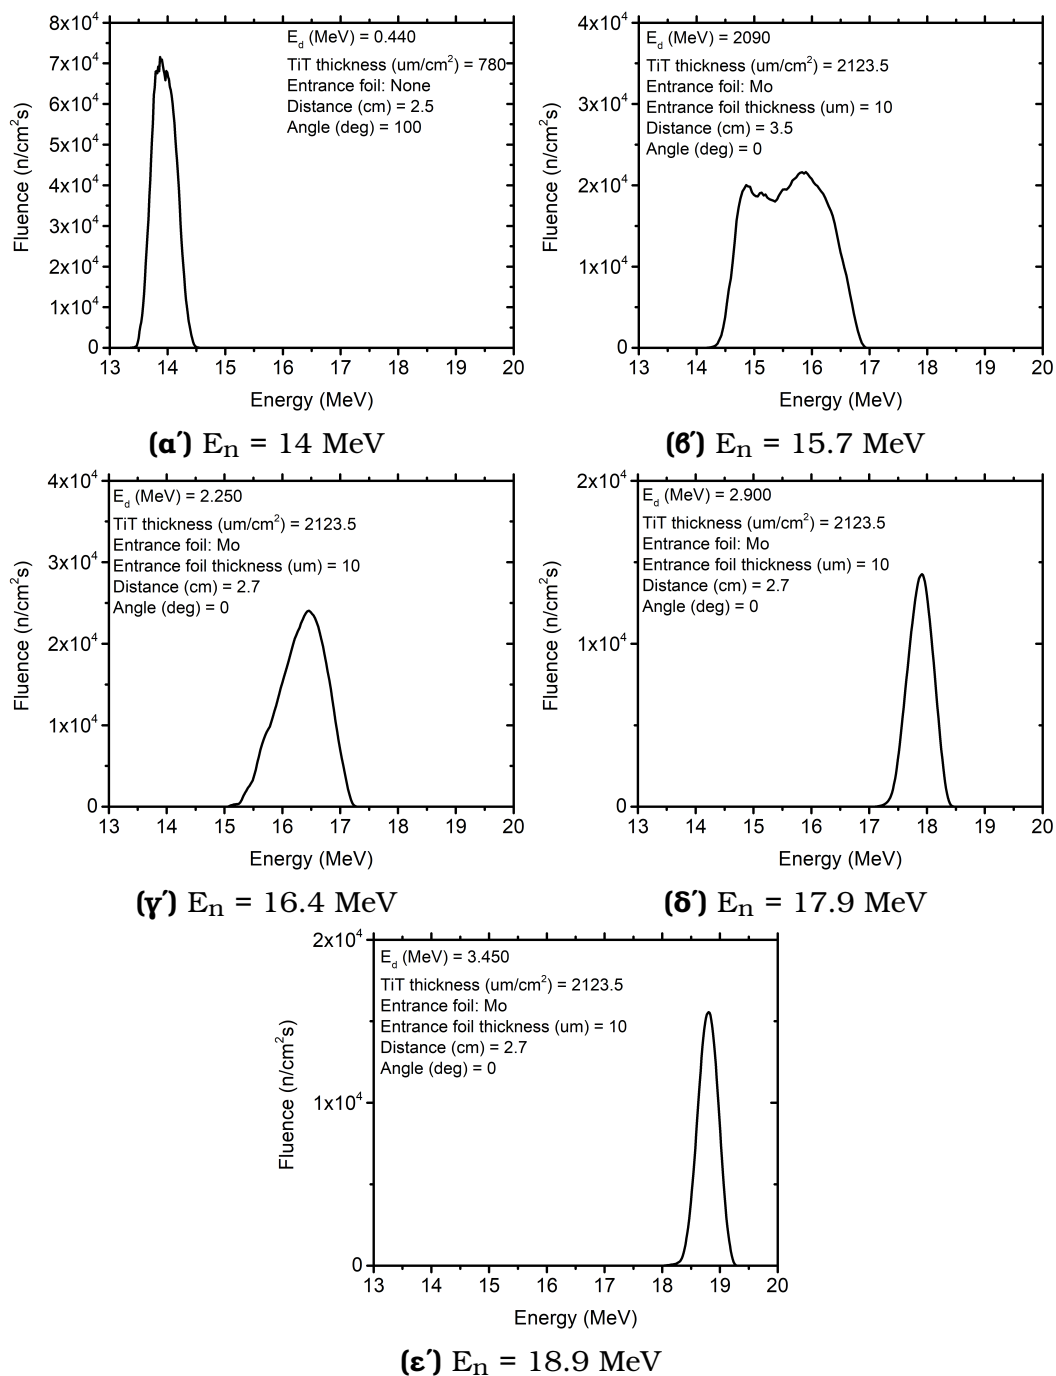 8x10⁴
7x10⁴
6x10⁴
5x10⁴
4x10⁴
3x10⁴
2x10⁴
1x10⁴
0
Fluence (n/cm²s)
E_d (MeV) = 0.440
TiT thickness (um/cm²) = 780
Entrance foil: None
Distance (cm) = 2.5
Angle (deg) = 100
13 14 15 16 17 18 19 20
Energy (MeV)
(α′) Eₙ = 14 MeV
4x10⁴
3x10⁴
2x10⁴
1x10⁴
0
Fluence (n/cm²s)
E_d (MeV) = 2090
TiT thickness (um/cm²) = 2123.5
Entrance foil: Mo
Entrance foil thickness (um) = 10
Distance (cm) = 3.5
Angle (deg) = 0
13 14 15 16 17 18 19 20
Energy (MeV)
(β′) Eₙ = 15.7 MeV
4x10⁴
3x10⁴
2x10⁴
1x10⁴
0
Fluence (n/cm²s)
E_d (MeV) = 2.250
TiT thickness (um/cm²) = 2123.5
Entrance foil: Mo
Entrance foil thickness (um) = 10
Distance (cm) = 2.7
Angle (deg) = 0
13 14 15 16 17 18 19 20
Energy (MeV)
(γ′) Eₙ = 16.4 MeV
2x10⁴
1x10⁴
0
Fluence (n/cm²s)
E_d (MeV) = 2.900
TiT thickness (um/cm²) = 2123.5
Entrance foil: Mo
Entrance foil thickness (um) = 10
Distance (cm) = 2.7
Angle (deg) = 0
13 14 15 16 17 18 19 20
Energy (MeV)
(δ′) Eₙ = 17.9 MeV
2x10⁴
1x10⁴
0
Fluence (n/cm²s)
E_d (MeV) = 3.450
TiT thickness (um/cm²) = 2123.5
Entrance foil: Mo
Entrance foil thickness (um) = 10
Distance (cm) = 2.7
Angle (deg) = 0
13 14 15 16 17 18 19 20
Energy (MeV)
(ε′) Eₙ = 18.9 MeV